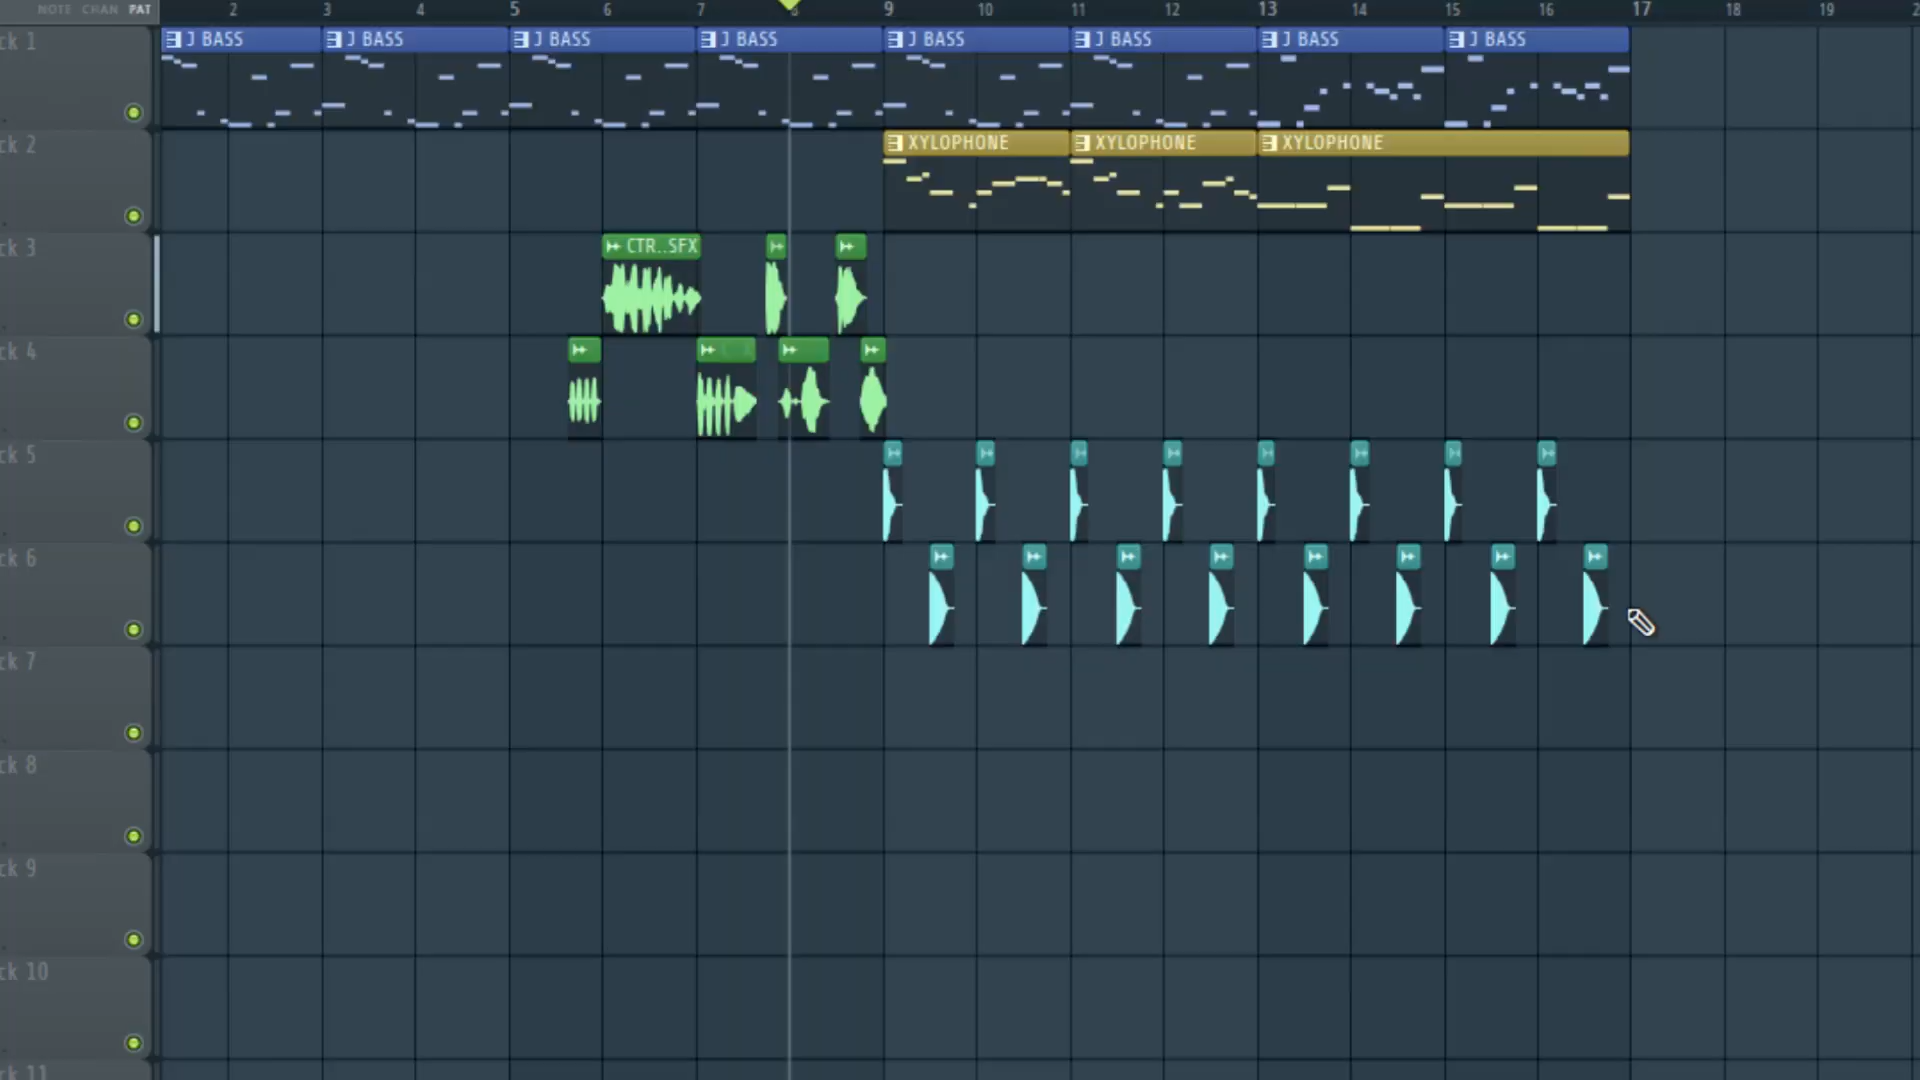 NOTE CHAN PAT
2 3 4 5 6 7 8 9 10 11 12 13 14 15 16 17 18 19
ck 1
J BASS J BASS J BASS J BASS J BASS J BASS J BASS J BASS
ck 2
XYLOPHONE XYLOPHONE XYLOPHONE
ck 3
CTR..SFX
ck 4
ck 5
ck 6
ck 7
ck 8
ck 9
ck 10
ck 11